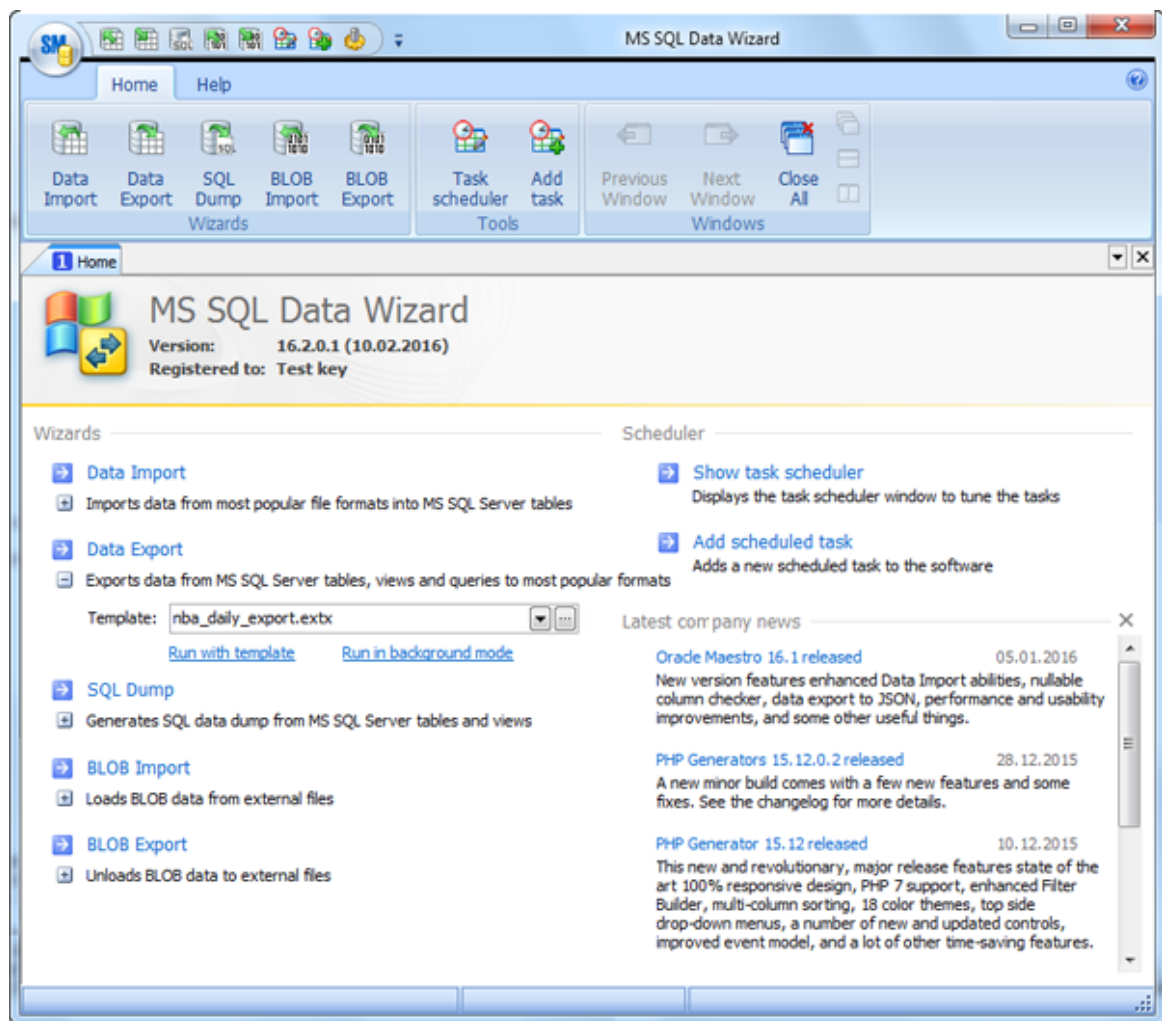 SM
MS SQL Data Wizard
Home Help
Data Import
Data Export
SQL Dump
BLOB Import
BLOB Export
Wizards
Task scheduler
Add task
Tools
Previous Window
Next Window
Close All
Windows
1 Home
MS SQL Data Wizard
Version: 16.2.0.1 (10.02.2016)
Registered to: Test key
Wizards
Data Import
Imports data from most popular file formats into MS SQL Server tables
Data Export
Exports data from MS SQL Server tables, views and queries to most popular formats
Template: nba_daily_export.extx
Run with template Run in background mode
SQL Dump
Generates SQL data dump from MS SQL Server tables and views
BLOB Import
Loads BLOB data from external files
BLOB Export
Unloads BLOB data to external files
Scheduler
Show task scheduler
Displays the task scheduler window to tune the tasks
Add scheduled task
Adds a new scheduled task to the software
Latest company news
Oracle Maestro 16.1 released 05.01.2016
New version features enhanced Data Import abilities, nullable
column checker, data export to JSON, performance and usability
improvements, and some other useful things.
PHP Generators 15.12.0.2 released 28.12.2015
A new minor build comes with a few new features and some
fixes. See the changelog for more details.
PHP Generator 15.12 released 10.12.2015
This new and revolutionary, major release features state of the
art 100% responsive design, PHP 7 support, enhanced Filter
Builder, multi-column sorting, 18 color themes, top side
drop-down menus, a number of new and updated controls,
improved event model, and a lot of other time-saving features.